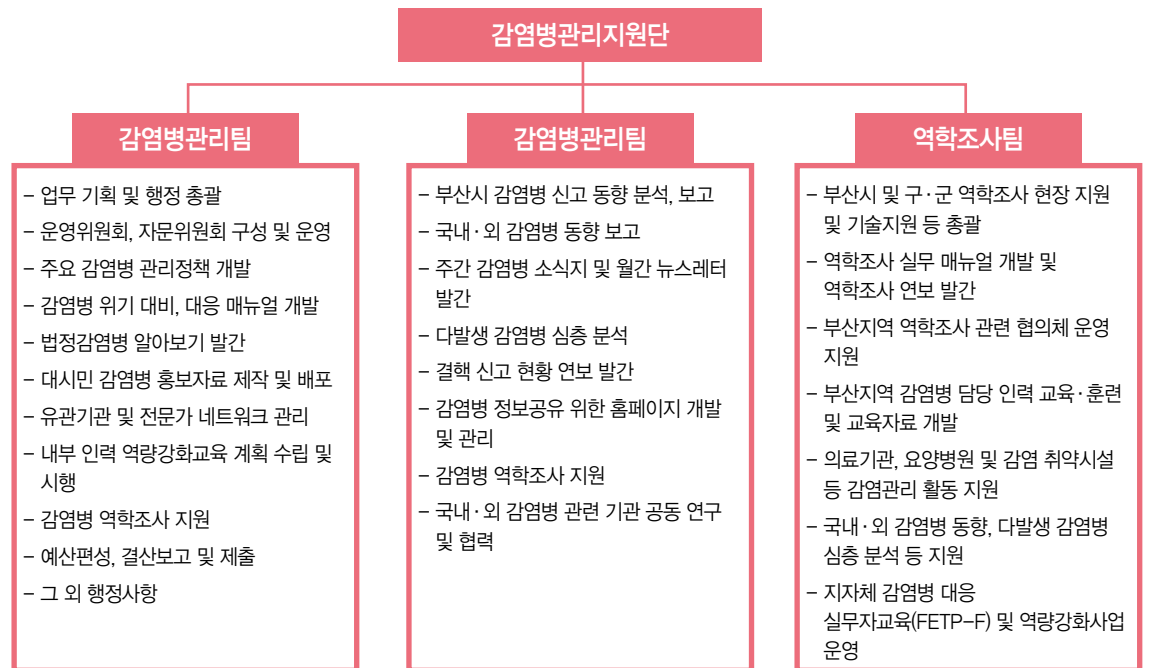 감염병관리지원단
감염병관리팀
- 업무 기획 및 행정 총괄
- 운영위원회, 자문위원회 구성 및 운영
- 주요 감염병 관리정책 개발
- 감염병 위기 대비, 대응 매뉴얼 개발
- 법정감염병 알아보기 발간
- 대시민 감염병 홍보자료 제작 및 배포
- 유관기관 및 전문가 네트워크 관리
- 내부 인력 역량강화교육 계획 수립 및
시행
- 감염병 역학조사 지원
- 예산편성, 결산보고 및 제출
- 그 외 행정사항
감염병관리팀
- 부산시 감염병 신고 동향 분석, 보고
- 국내·외 감염병 동향 보고
- 주간 감염병 소식지 및 월간 뉴스레터
발간
- 다발생 감염병 심층 분석
- 결핵 신고 현황 연보 발간
- 감염병 정보공유 위한 홈페이지 개발
및 관리
- 감염병 역학조사 지원
- 국내·외 감염병 관련 기관 공동 연구
및 협력
역학조사팀
- 부산시 및 구·군 역학조사 현장 지원
및 기술지원 등 총괄
- 역학조사 실무 매뉴얼 개발 및
역학조사 연보 발간
- 부산지역 역학조사 관련 협의체 운영
지원
- 부산지역 감염병 담당 인력 교육·훈련
및 교육자료 개발
- 의료기관, 요양병원 및 감염 취약시설
등 감염관리 활동 지원
- 국내·외 감염병 동향, 다발생 감염병
심층 분석 등 지원
- 지자체 감염병 대응
실무자교육(FETP-F) 및 역량강화사업
운영